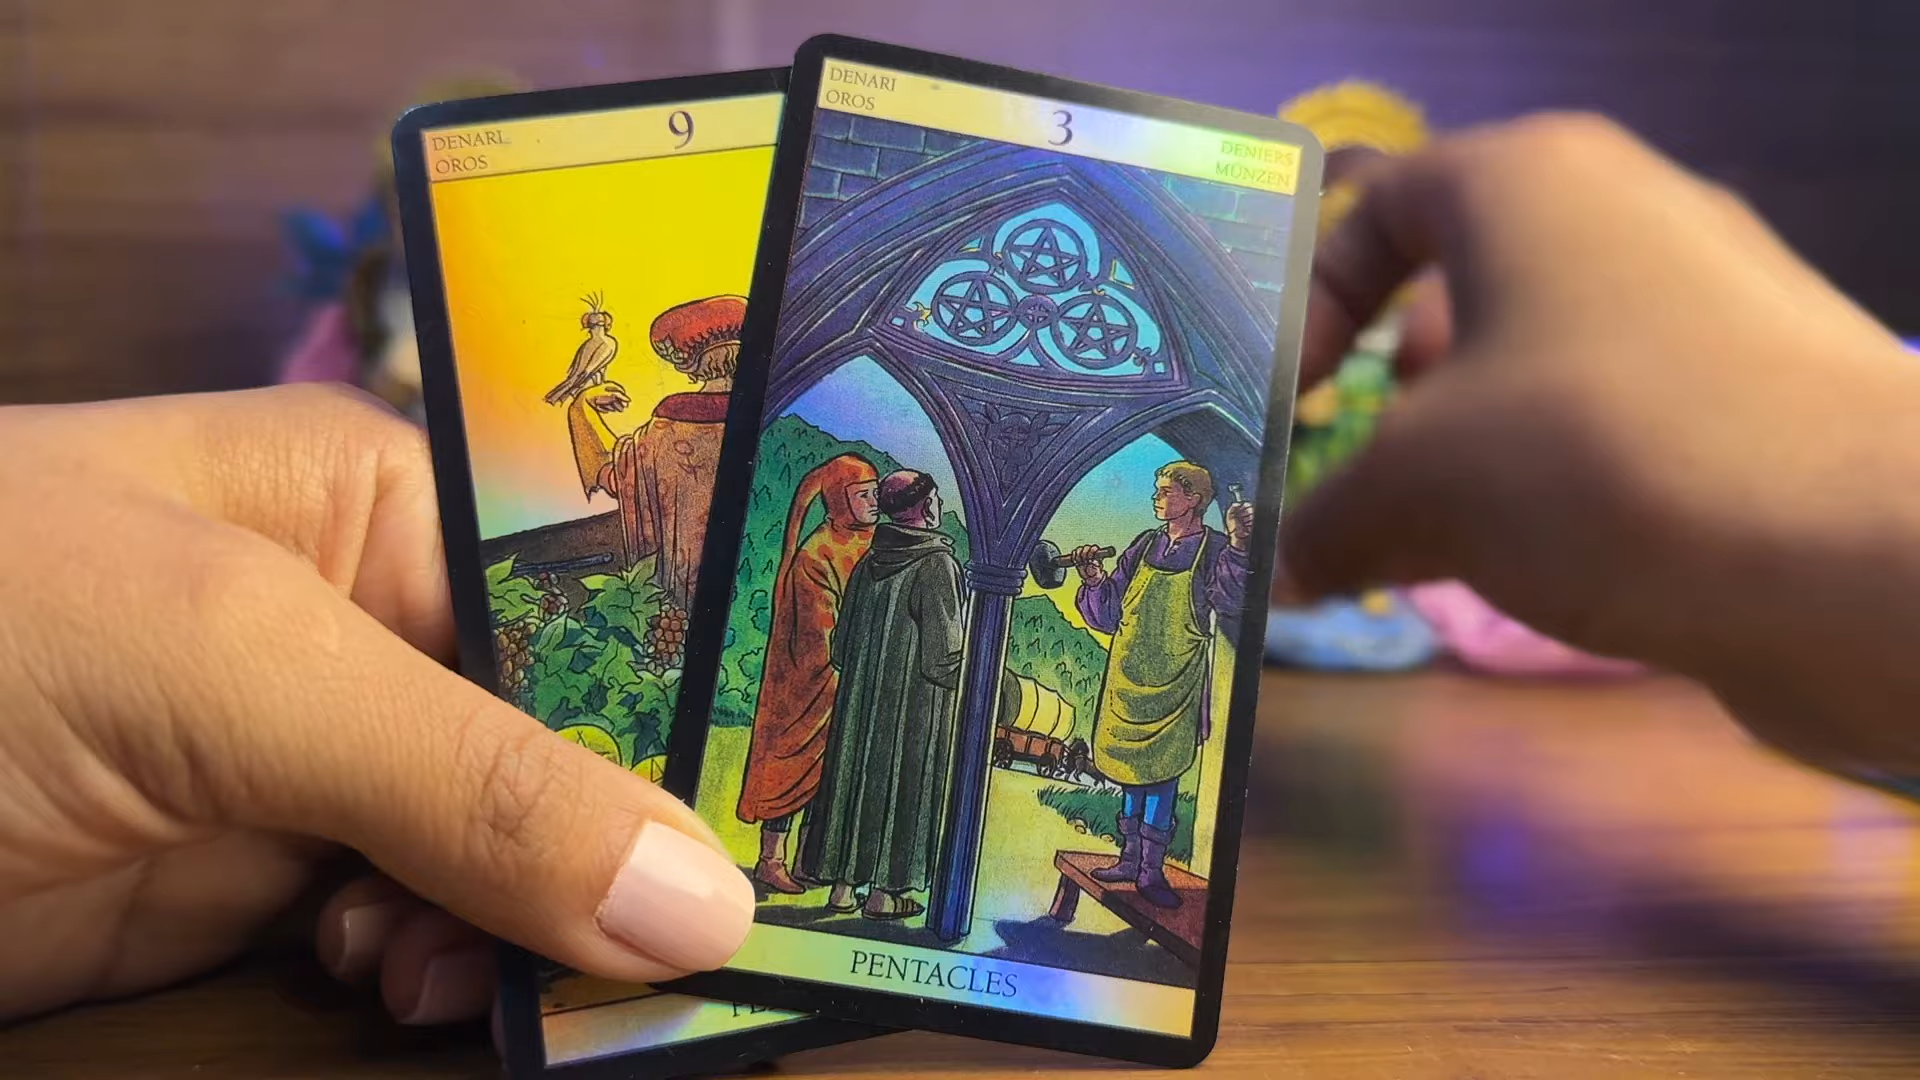 DENARI
OROS
9
DENARI
OROS
3
DENIERS
MÜNZEN
PENTACLES